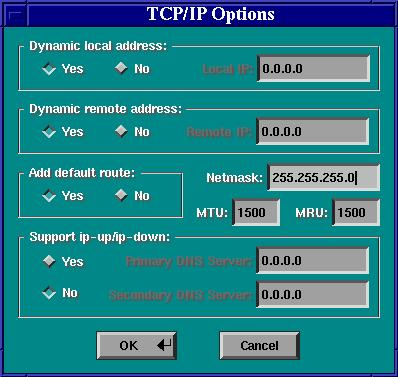 TCP/IP Options
Dynamic local address:
Yes No Local IP: 0.0.0.0
Dynamic remote address:
Yes No Remote IP: 0.0.0.0
Add default route:
Yes No
Netmask: 255.255.255.0
MTU: 1500 MRU: 1500
Support ip-up/ip-down:
Yes Primary DNS Server: 0.0.0.0
No Secondary DNS Server: 0.0.0.0
OK Cancel